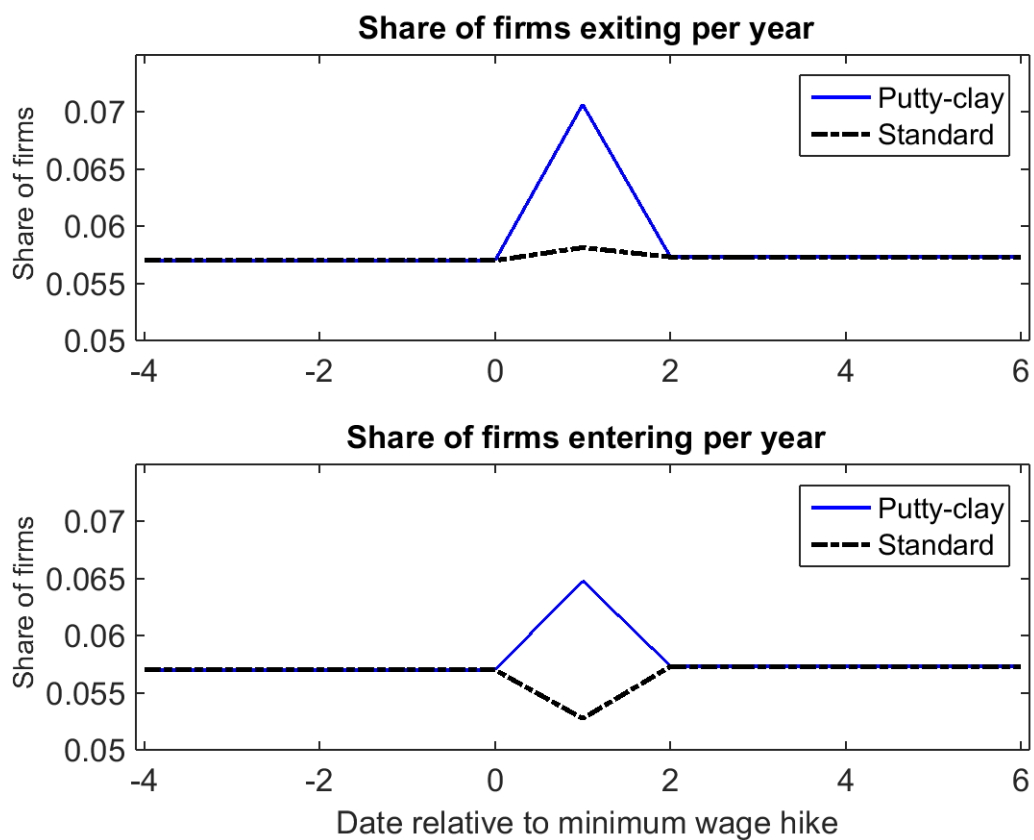 Share of firms exiting per year
Share of firms
0.07
0.065
0.06
0.055
0.05
Putty-clay
Standard
-4 -2 0 2 4 6
Share of firms entering per year
Share of firms
0.07
0.065
0.06
0.055
0.05
Putty-clay
Standard
-4 -2 0 2 4 6
Date relative to minimum wage hike